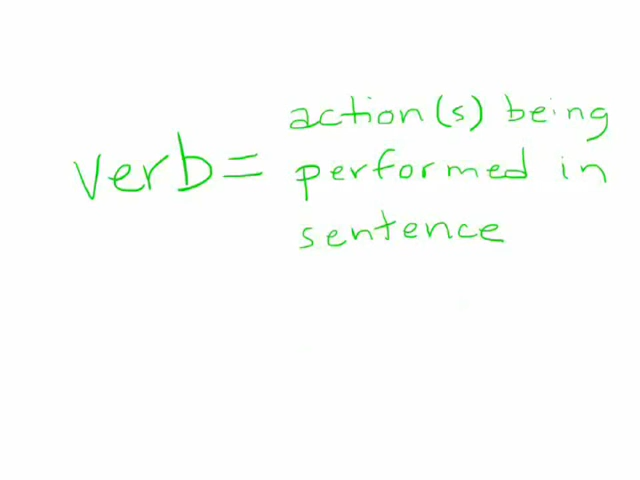 action(s) being
verb= performed in
sentence